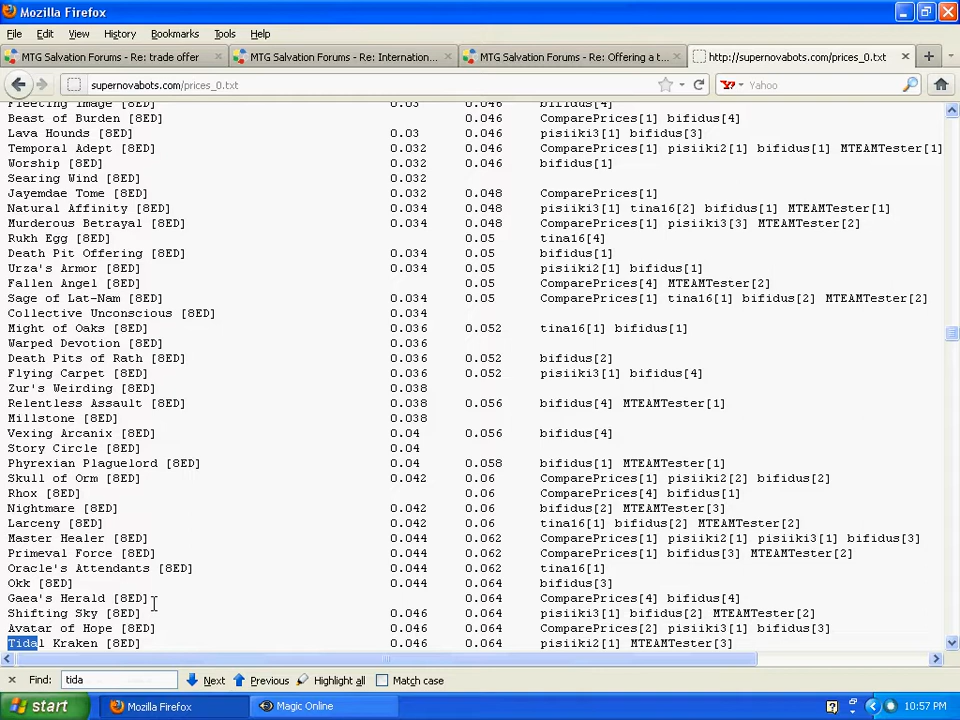 Mozilla Firefox
File Edit View History Bookmarks Tools Help
MTG Salvation Forums - Re: trade offer
MTG Salvation Forums - Re: Internation...
MTG Salvation Forums - Re: Offering a t...
http://supernovabots.com/prices_0.txt
supernovabots.com/prices_0.txt
Yahoo
Fleeting Image [8ED] 0.03 0.046 bifidus[4]
Beast of Burden [8ED] 0.046 ComparePrices[1] bifidus[4]
Lava Hounds [8ED] 0.03 0.046 pisiiki3[1] bifidus[3]
Temporal Adept [8ED] 0.032 0.046 ComparePrices[1] pisiiki2[1] bifidus[1] MTEAMTester[1]
Worship [8ED] 0.032 0.046 bifidus[1]
Searing Wind [8ED] 0.032
Jayemdae Tome [8ED] 0.032 0.048 ComparePrices[1]
Natural Affinity [8ED] 0.034 0.048 pisiiki3[1] tina16[2] bifidus[1] MTEAMTester[1]
Murderous Betrayal [8ED] 0.034 0.048 ComparePrices[1] pisiiki3[3] MTEAMTester[2]
Rukh Egg [8ED] 0.05 tina16[4]
Death Pit Offering [8ED] 0.034 0.05 bifidus[1]
Urza's Armor [8ED] 0.034 0.05 pisiiki2[1] bifidus[1]
Fallen Angel [8ED] 0.05 ComparePrices[4] MTEAMTester[2]
Sage of Lat-Nam [8ED] 0.034 0.05 ComparePrices[1] tina16[1] bifidus[2] MTEAMTester[2]
Collective Unconscious [8ED] 0.034
Might of Oaks [8ED] 0.036 0.052 tina16[1] bifidus[1]
Warped Devotion [8ED] 0.036
Death Pits of Rath [8ED] 0.036 0.052 bifidus[2]
Flying Carpet [8ED] 0.036 0.052 pisiiki3[1] bifidus[4]
Zur's Weirding [8ED] 0.038
Relentless Assault [8ED] 0.038 0.056 bifidus[4] MTEAMTester[1]
Millstone [8ED] 0.038
Vexing Arcanix [8ED] 0.04 0.056 bifidus[4]
Story Circle [8ED] 0.04
Phyrexian Plaguelord [8ED] 0.04 0.058 bifidus[1] MTEAMTester[1]
Skull of Orm [8ED] 0.042 0.06 ComparePrices[1] pisiiki2[2] bifidus[2]
Rhox [8ED] 0.06 ComparePrices[4] bifidus[1]
Nightmare [8ED] 0.042 0.06 bifidus[2] MTEAMTester[3]
Larceny [8ED] 0.042 0.06 tina16[1] bifidus[2] MTEAMTester[2]
Master Healer [8ED] 0.044 0.062 ComparePrices[1] pisiiki2[1] pisiiki3[1] bifidus[3]
Primeval Force [8ED] 0.044 0.062 ComparePrices[1] bifidus[3] MTEAMTester[2]
Oracle's Attendants [8ED] 0.044 0.062 tina16[1]
Okk [8ED] 0.044 0.064 bifidus[3]
Gaea's Herald [8ED] 0.064 ComparePrices[4] bifidus[4]
Shifting Sky [8ED] 0.046 0.064 pisiiki3[1] bifidus[2] MTEAMTester[2]
Avatar of Hope [8ED] 0.046 0.064 ComparePrices[2] pisiiki3[1] bifidus[1]
Tidal Kraken [8ED] 0.046 0.064 pisiiki2[1] MTEAMTester[3]
Find: tida Next Previous Highlight all Match case
start Mozilla Firefox Magic Online 10:57 PM